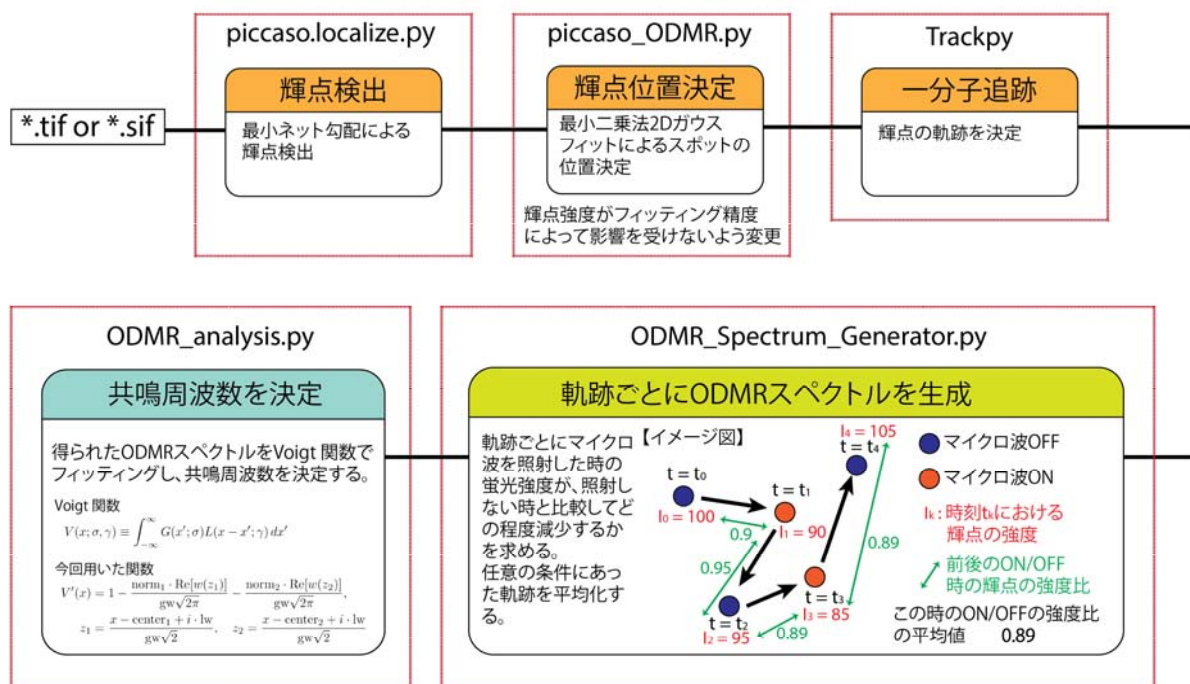 piccaso.localize.py
piccaso_ODMR.py
Trackpy
*.tif or *.sif
輝点検出
最小ネット勾配による
輝点検出
輝点位置決定
最小二乗法2Dガウス
フィットによるスポットの
位置決定
輝点強度がフィッティング精度
によって影響を受けないよう変更
一分子追跡
輝点の軌跡を決定
ODMR_analysis.py
共鳴周波数を決定
得られたODMRスペクトルをVoigt 関数で
フィッティングし、共鳴周波数を決定する。
Voigt 関数
V(x;σ,γ) ≡ ∫_{-∞}^{∞} G(x′;σ)L(x − x′;γ) dx′
今回用いた関数
V′(x) = 1 − norm₁ · Re[w(z₁)] / gw√2π − norm₂ · Re[w(z₂)] / gw√2π ,
z₁ = x − center₁ + i · lw / gw√2 , z₂ = x − center₂ + i · lw / gw√2
ODMR_Spectrum_Generator.py
軌跡ごとにODMRスペクトルを生成
軌跡ごとにマイクロ
波を照射した時の
蛍光強度が、照射し
ない時と比較してど
の程度減少するか
を求める。
任意の条件にあっ
た軌跡を平均化す
る。
【イメージ図】
I₄ = 105
t = t₄
t = t₀
t = t₁
I₀ = 100
0.9
I₁ = 90
0.95
0.89
t = t₃
t = t₂
I₃ = 85
I₂ = 95
0.89
マイクロ波OFF
マイクロ波ON
Iₖ : 時刻tₖにおける
輝点の強度
前後のON/OFF
時の輝点の強度比
この時のON/OFFの強度比
の平均値 0.89